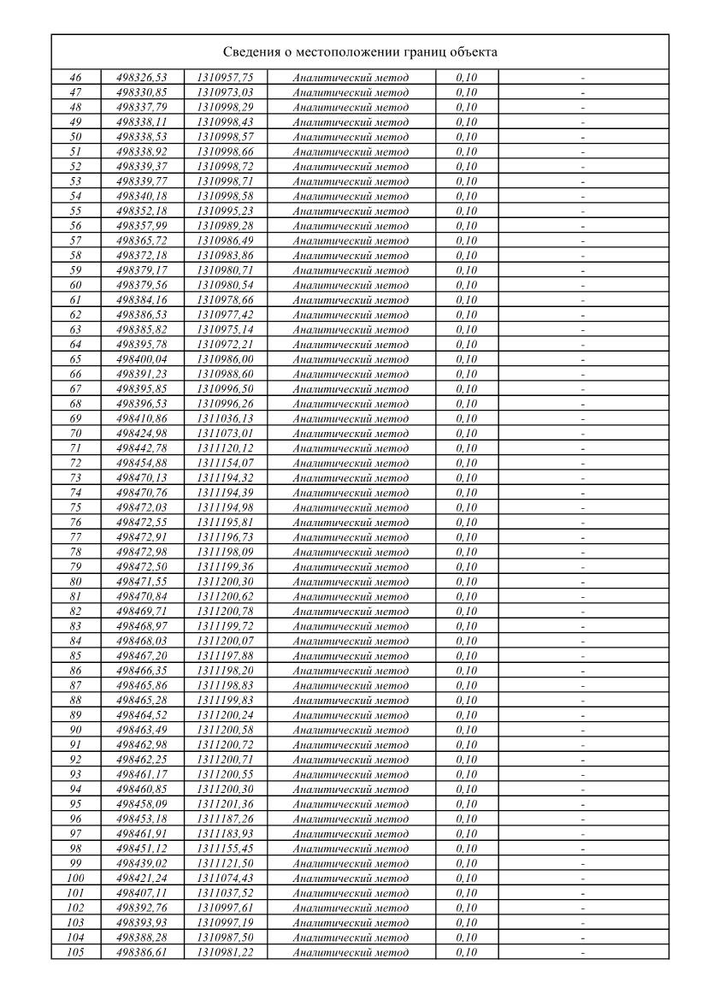 Сведения о местоположении границ объекта
46 498326,53 1310957,75 Аналитический метод 0,10 -
47 498330,85 1310973,03 Аналитический метод 0,10 -
48 498337,79 1310998,29 Аналитический метод 0,10 -
49 498338,11 1310998,43 Аналитический метод 0,10 -
50 498338,53 1310998,57 Аналитический метод 0,10 -
51 498338,92 1310998,66 Аналитический метод 0,10 -
52 498339,37 1310998,72 Аналитический метод 0,10 -
53 498339,77 1310998,71 Аналитический метод 0,10 -
54 498340,18 1310998,58 Аналитический метод 0,10 -
55 498352,18 1310995,23 Аналитический метод 0,10 -
56 498357,99 1310989,28 Аналитический метод 0,10 -
57 498365,72 1310986,49 Аналитический метод 0,10 -
58 498372,18 1310983,86 Аналитический метод 0,10 -
59 498379,17 1310980,71 Аналитический метод 0,10 -
60 498379,56 1310980,54 Аналитический метод 0,10 -
61 498384,16 1310978,66 Аналитический метод 0,10 -
62 498386,53 1310977,42 Аналитический метод 0,10 -
63 498385,82 1310975,14 Аналитический метод 0,10 -
64 498395,78 1310972,21 Аналитический метод 0,10 -
65 498400,04 1310986,00 Аналитический метод 0,10 -
66 498391,23 1310988,60 Аналитический метод 0,10 -
67 498395,85 1310996,50 Аналитический метод 0,10 -
68 498396,53 1310996,26 Аналитический метод 0,10 -
69 498410,86 1311036,13 Аналитический метод 0,10 -
70 498424,98 1311073,01 Аналитический метод 0,10 -
71 498442,78 1311120,12 Аналитический метод 0,10 -
72 498454,88 1311154,07 Аналитический метод 0,10 -
73 498470,13 1311194,32 Аналитический метод 0,10 -
74 498470,76 1311194,39 Аналитический метод 0,10 -
75 498472,03 1311194,98 Аналитический метод 0,10 -
76 498472,55 1311195,81 Аналитический метод 0,10 -
77 498472,91 1311196,73 Аналитический метод 0,10 -
78 498472,98 1311198,09 Аналитический метод 0,10 -
79 498472,50 1311199,36 Аналитический метод 0,10 -
80 498471,55 1311200,30 Аналитический метод 0,10 -
81 498470,84 1311200,62 Аналитический метод 0,10 -
82 498469,71 1311200,78 Аналитический метод 0,10 -
83 498468,97 1311199,72 Аналитический метод 0,10 -
84 498468,03 1311200,07 Аналитический метод 0,10 -
85 498467,20 1311197,88 Аналитический метод 0,10 -
86 498466,35 1311198,20 Аналитический метод 0,10 -
87 498465,86 1311198,83 Аналитический метод 0,10 -
88 498465,28 1311199,83 Аналитический метод 0,10 -
89 498464,52 1311200,24 Аналитический метод 0,10 -
90 498463,49 1311200,58 Аналитический метод 0,10 -
91 498462,98 1311200,72 Аналитический метод 0,10 -
92 498462,25 1311200,71 Аналитический метод 0,10 -
93 498461,17 1311200,55 Аналитический метод 0,10 -
94 498460,85 1311200,30 Аналитический метод 0,10 -
95 498458,09 1311201,36 Аналитический метод 0,10 -
96 498453,18 1311187,26 Аналитический метод 0,10 -
97 498461,91 1311183,93 Аналитический метод 0,10 -
98 498451,12 1311155,45 Аналитический метод 0,10 -
99 498439,02 1311121,50 Аналитический метод 0,10 -
100 498421,24 1311074,43 Аналитический метод 0,10 -
101 498407,11 1311037,52 Аналитический метод 0,10 -
102 498392,76 1310997,61 Аналитический метод 0,10 -
103 498393,93 1310997,19 Аналитический метод 0,10 -
104 498388,28 1310987,50 Аналитический метод 0,10 -
105 498386,61 1310981,22 Аналитический метод 0,10 -